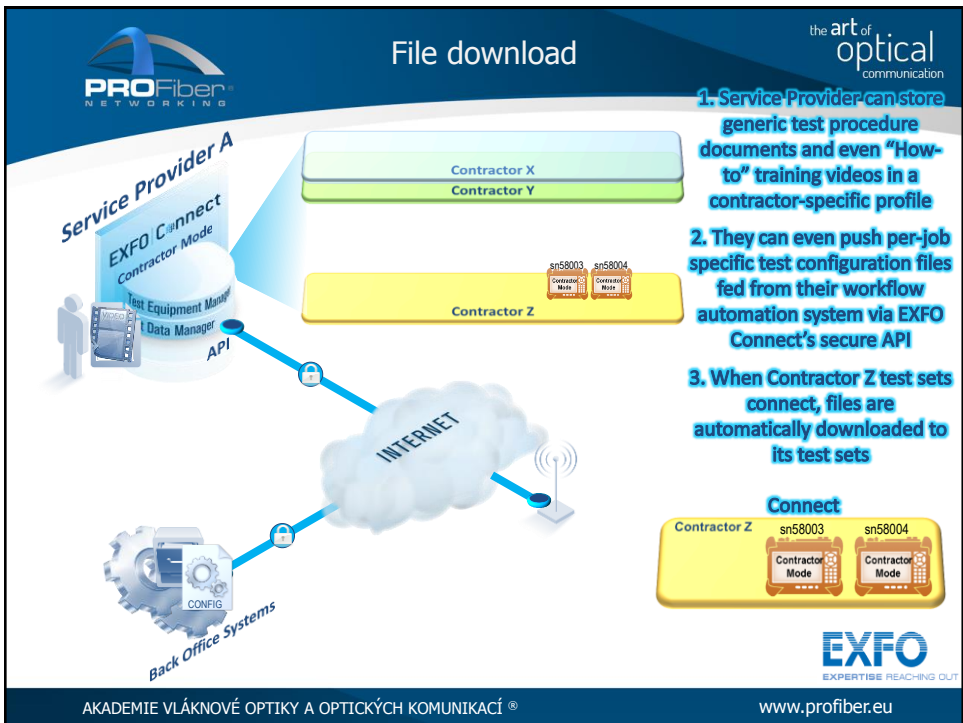 File download
PROFiber®
NETWORKING
the art of
optical
communication
1. Service Provider can store
generic test procedure
documents and even “How-
to” training videos in a
contractor-specific profile
2. They can even push per-job
specific test configuration files
fed from their workflow
automation system via EXFO
Connect’s secure API
3. When Contractor Z test sets
connect, files are
automatically downloaded to
its test sets
Service Provider A
EXFO | Connect
Contractor Mode
Test Equipment Manager
t Data Manager
API
VIDEO
Contractor X
Contractor Y
sn58003 sn58004
Contractor
Mode
Contractor
Mode
Contractor Z
INTERNET
CONFIG
Back Office Systems
Connect
Contractor Z
sn58003 sn58004
Contractor
Mode
Contractor
Mode
EXFO
EXPERTISE REACHING OUT
AKADEMIE VLÁKNOVÉ OPTIKY A OPTICKÝCH KOMUNIKACÍ ®
www.profiber.eu